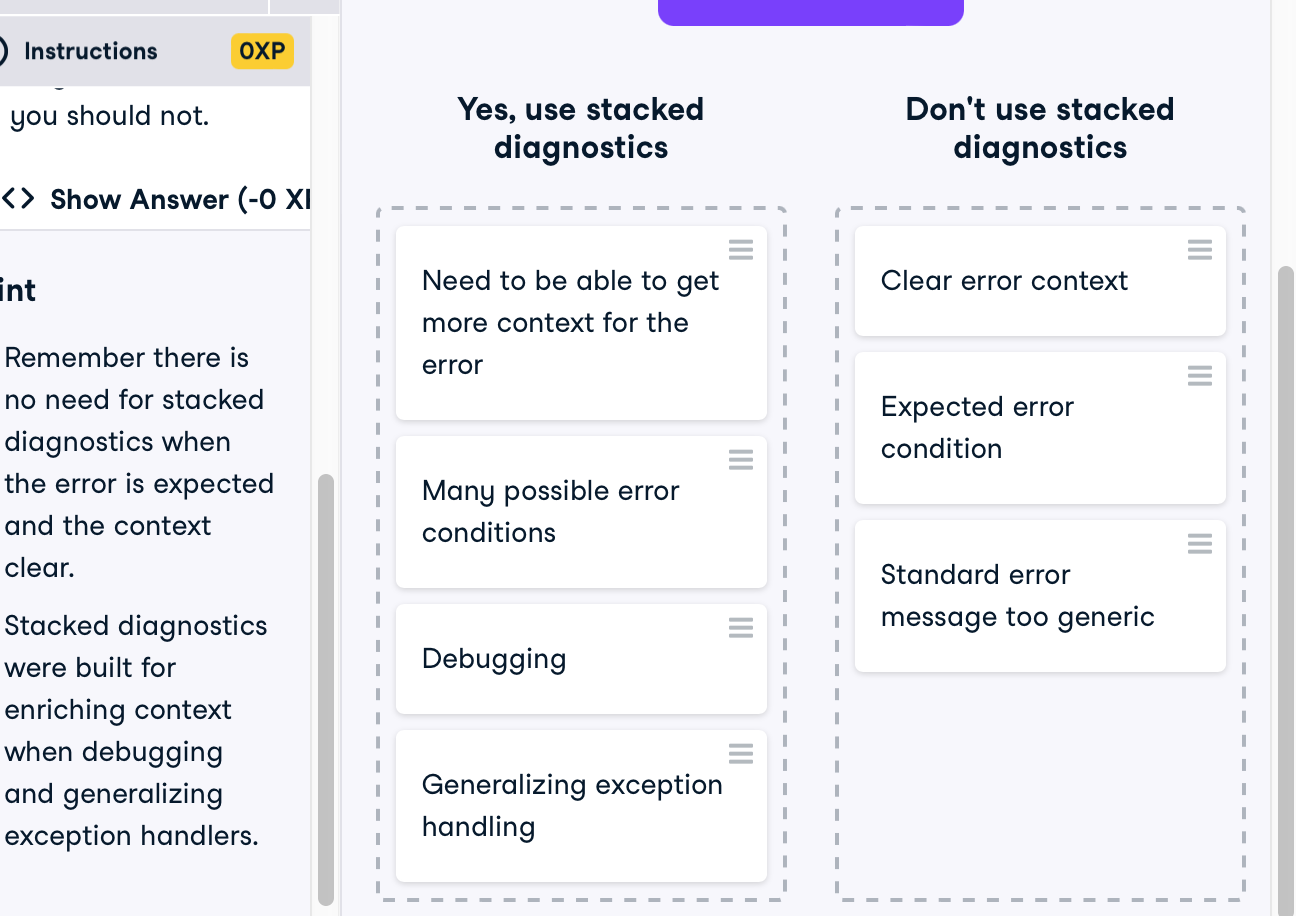 Instructions
0XP
you should not.
<> Show Answer (-0 XI
int
Remember there is
no need for stacked
diagnostics when
the error is expected
and the context
clear.
Stacked diagnostics
were built for
enriching context
when debugging
and generalizing
exception handlers.
Yes, use stacked
diagnostics
Need to be able to get
more context for the
error
Many possible error
conditions
Debugging
Generalizing exception
handling
Don't use stacked
diagnostics
Clear error context
Expected error
condition
Standard error
message too generic